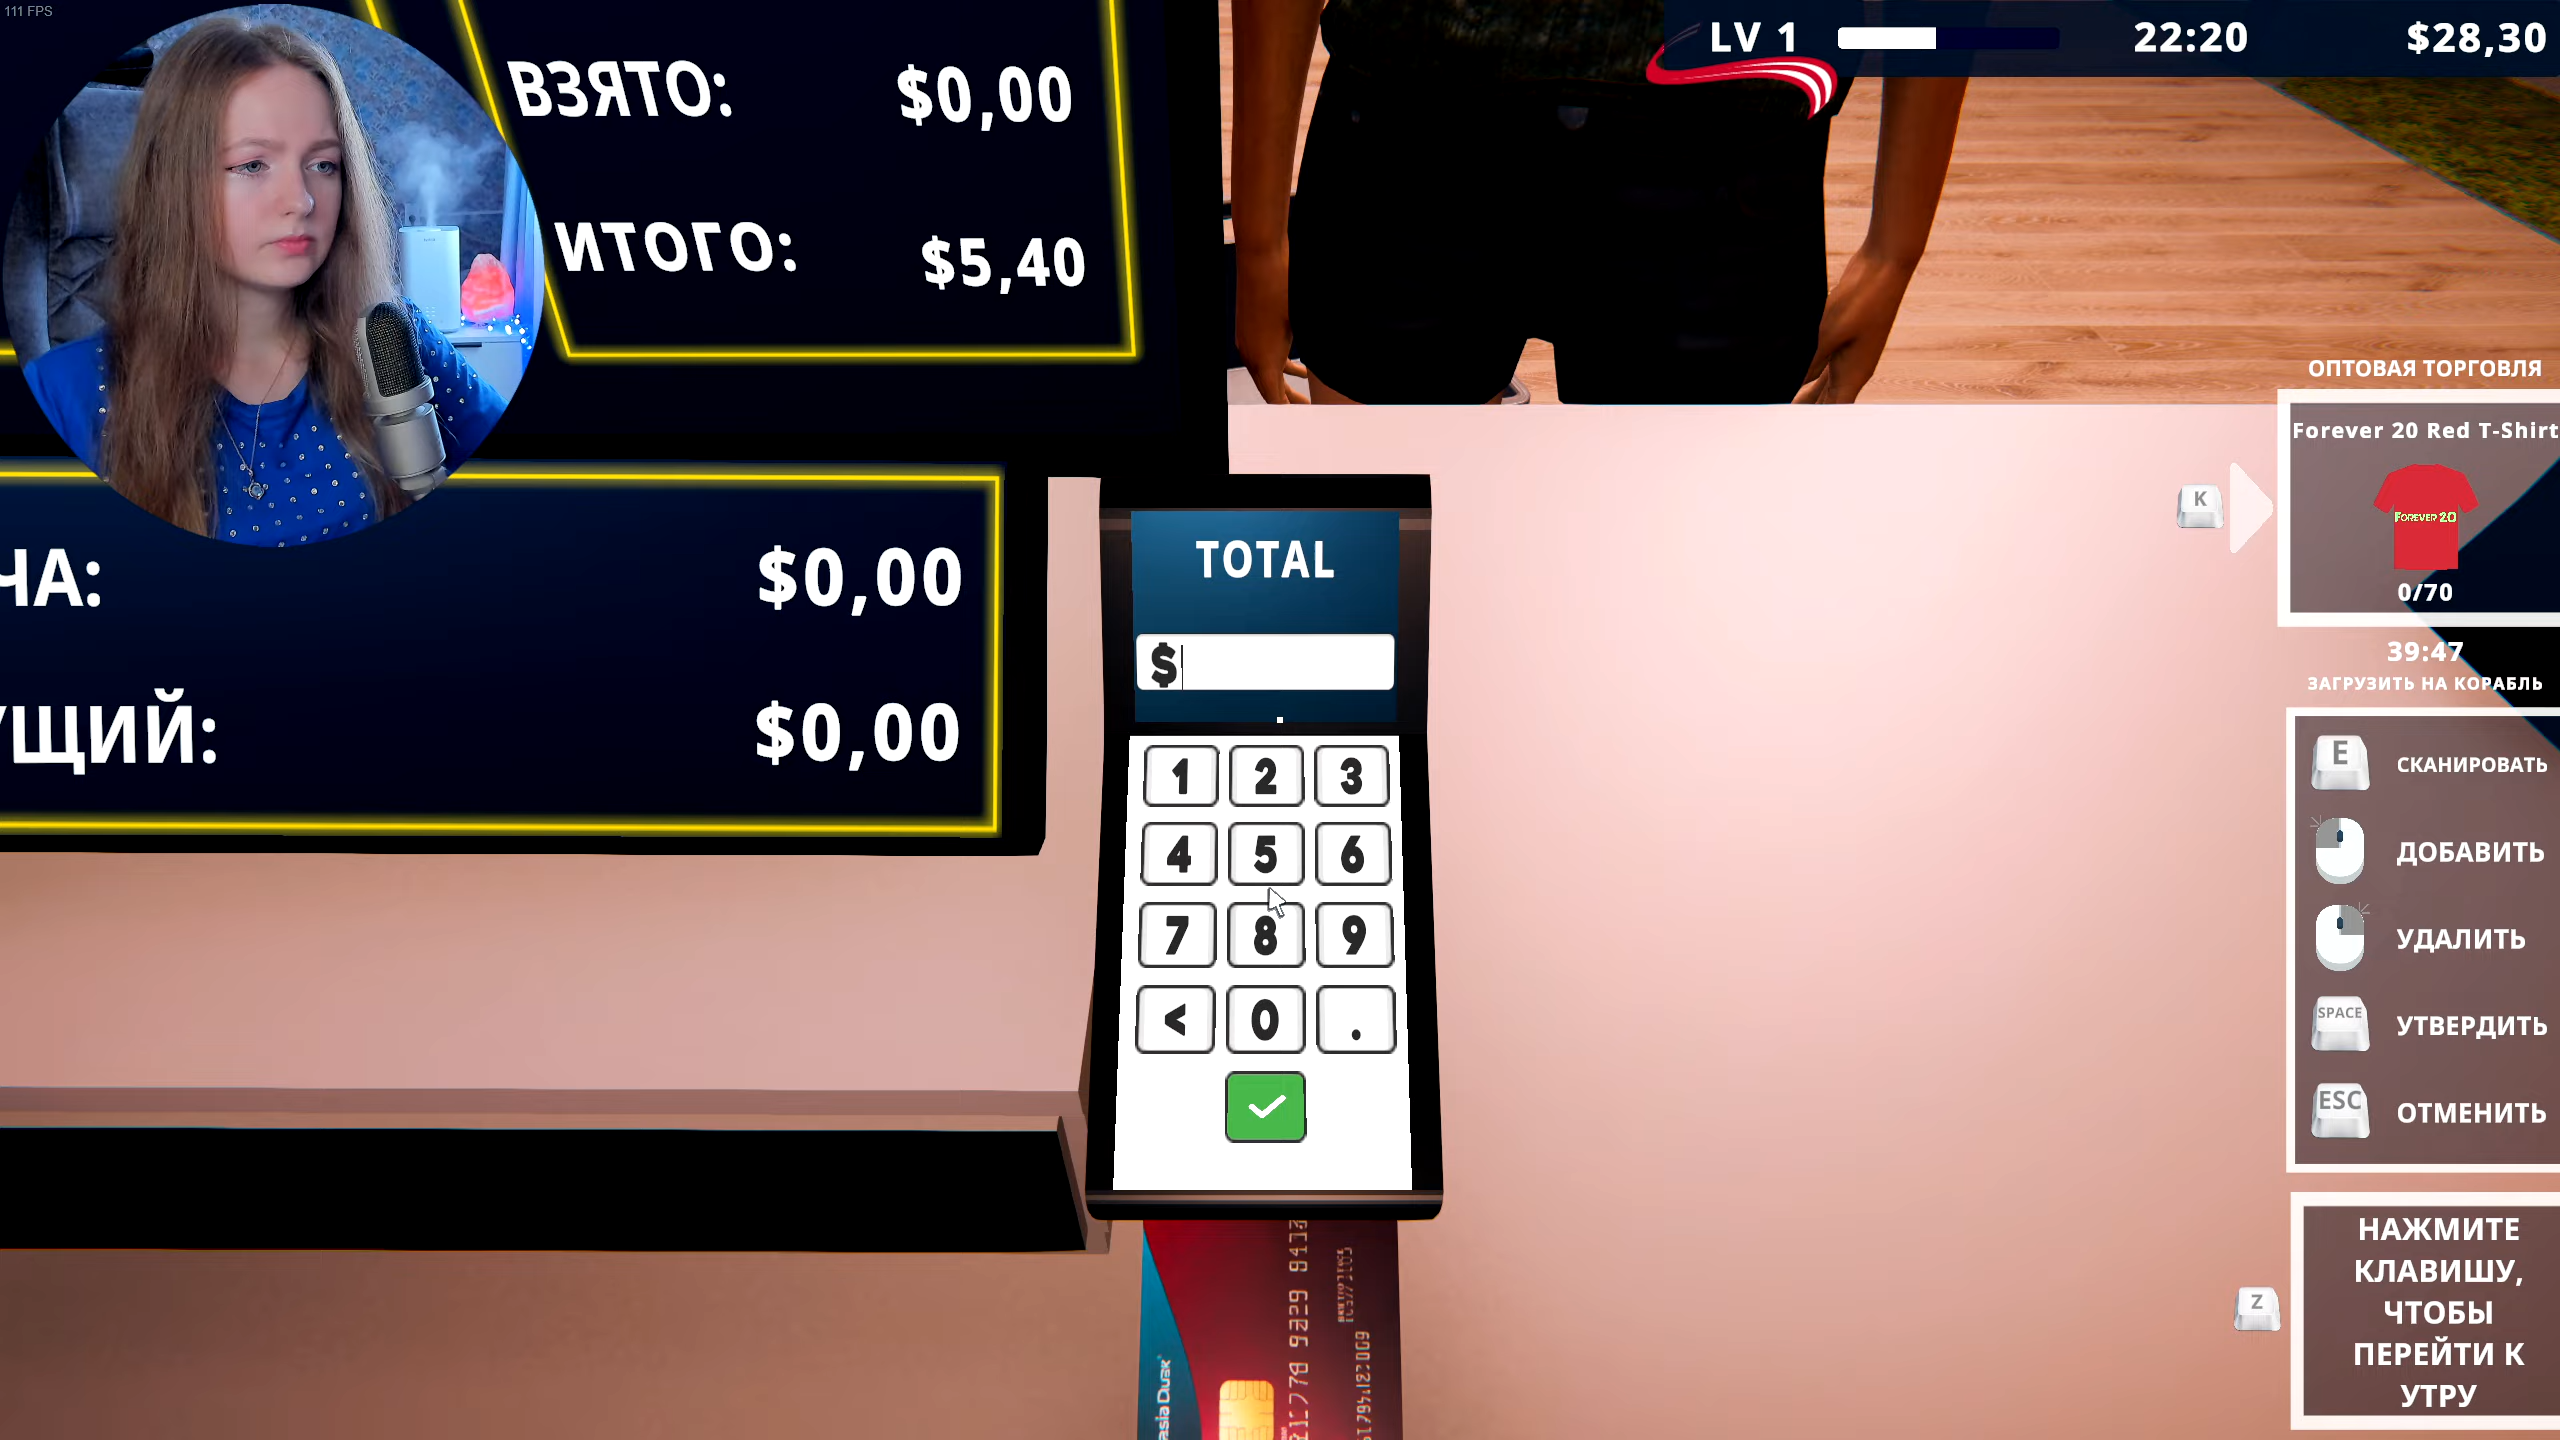 111 FPS
ВЗЯТО: $0,00
ИТОГО: $5,40
ЧА: $0,00
УЩИЙ: $0,00
LV 1 22:20 $28,30
TOTAL
$
1 2 3
4 5 6
7 8 9
< 0 .
ОПТОВАЯ ТОРГОВЛЯ
Forever 20 Red T-Shirt
FOREVER 20
K
0/70
39:47
ЗАГРУЗИТЬ НА КОРАБЛЬ
E СКАНИРОВАТЬ
ДОБАВИТЬ
УДАЛИТЬ
SPACE УТВЕРДИТЬ
ESC ОТМЕНИТЬ
Z
НАЖМИТЕ
КЛАВИШУ,
ЧТОБЫ
ПЕРЕЙТИ К
УТРУ